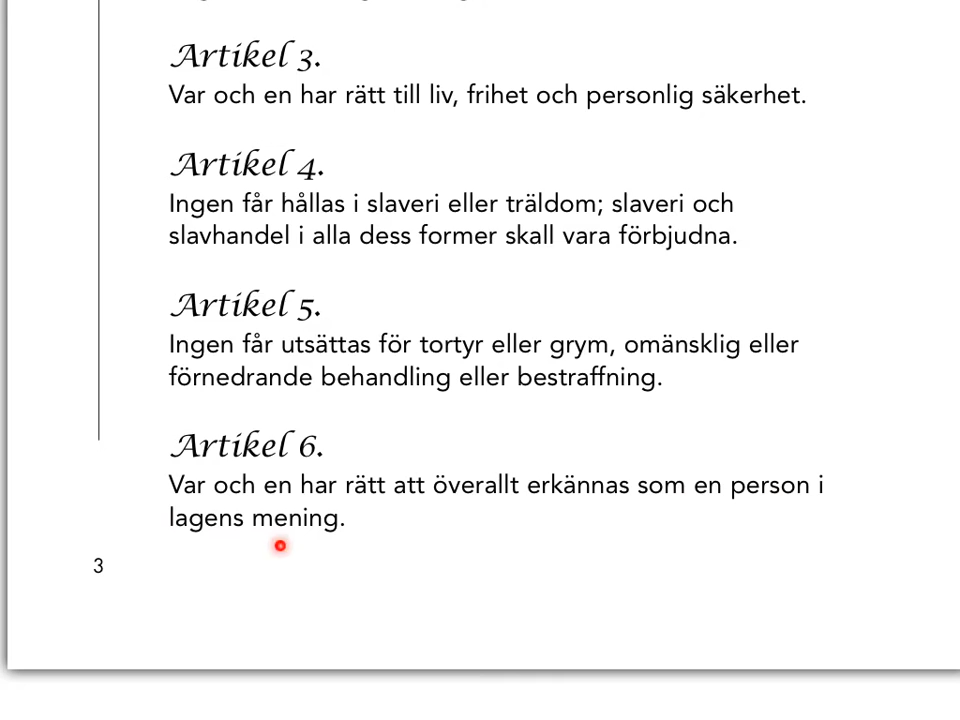 Artikel 3.
Var och en har rätt till liv, frihet och personlig säkerhet.
Artikel 4.
Ingen får hållas i slaveri eller träldom; slaveri och
slavhandel i alla dess former skall vara förbjudna.
Artikel 5.
Ingen får utsättas för tortyr eller grym, omänsklig eller
förnedrande behandling eller bestraffning.
Artikel 6.
Var och en har rätt att överallt erkännas som en person i
lagens mening.
3